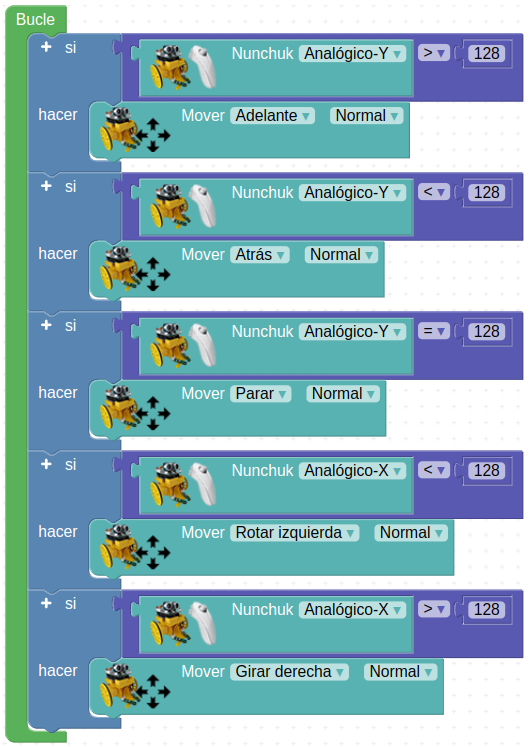 Bucle
+ si Nunchuk Analógico-Y ▾ > ▾ 128
hacer Mover Adelante ▾ Normal ▾
+ si Nunchuk Analógico-Y ▾ < ▾ 128
hacer Mover Atrás ▾ Normal ▾
+ si Nunchuk Analógico-Y ▾ = ▾ 128
hacer Mover Parar ▾ Normal ▾
+ si Nunchuk Analógico-X ▾ < ▾ 128
hacer Mover Rotar izquierda ▾ Normal ▾
+ si Nunchuk Analógico-X ▾ > ▾ 128
hacer Mover Girar derecha ▾ Normal ▾